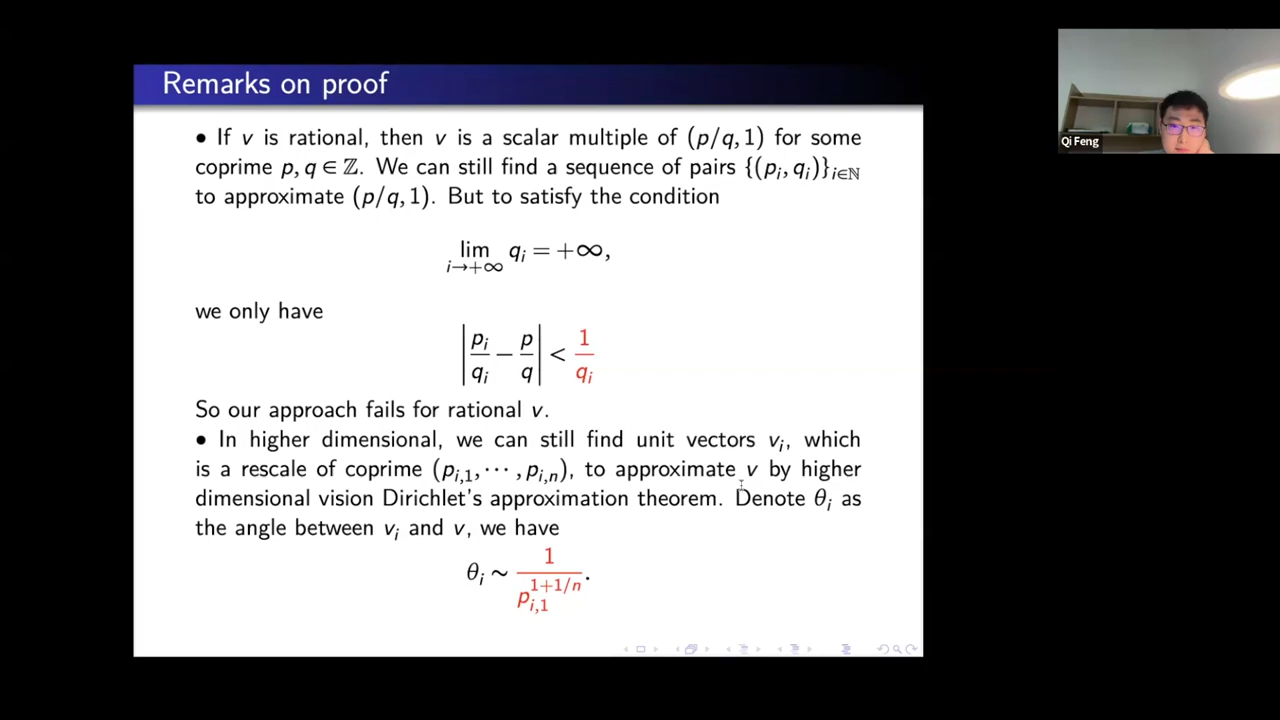 Remarks on proof
• If v is rational, then v is a scalar multiple of (p/q, 1) for some
coprime p, q ∈ ℤ. We can still find a sequence of pairs {(p_i, q_i)}_{i∈ℕ}
to approximate (p/q, 1). But to satisfy the condition
lim_{i→+∞} q_i = +∞,
we only have
|p_i/q_i − p/q| < 1/q_i
So our approach fails for rational v.
• In higher dimensional, we can still find unit vectors v_i, which
is a rescale of coprime (p_{i,1}, ⋯ , p_{i,n}), to approximate v by higher
dimensional vision Dirichlet's approximation theorem. Denote θ_i as
the angle between v_i and v, we have
θ_i ∼ 1/p_{i,1}^{1+1/n}.
Qi Feng